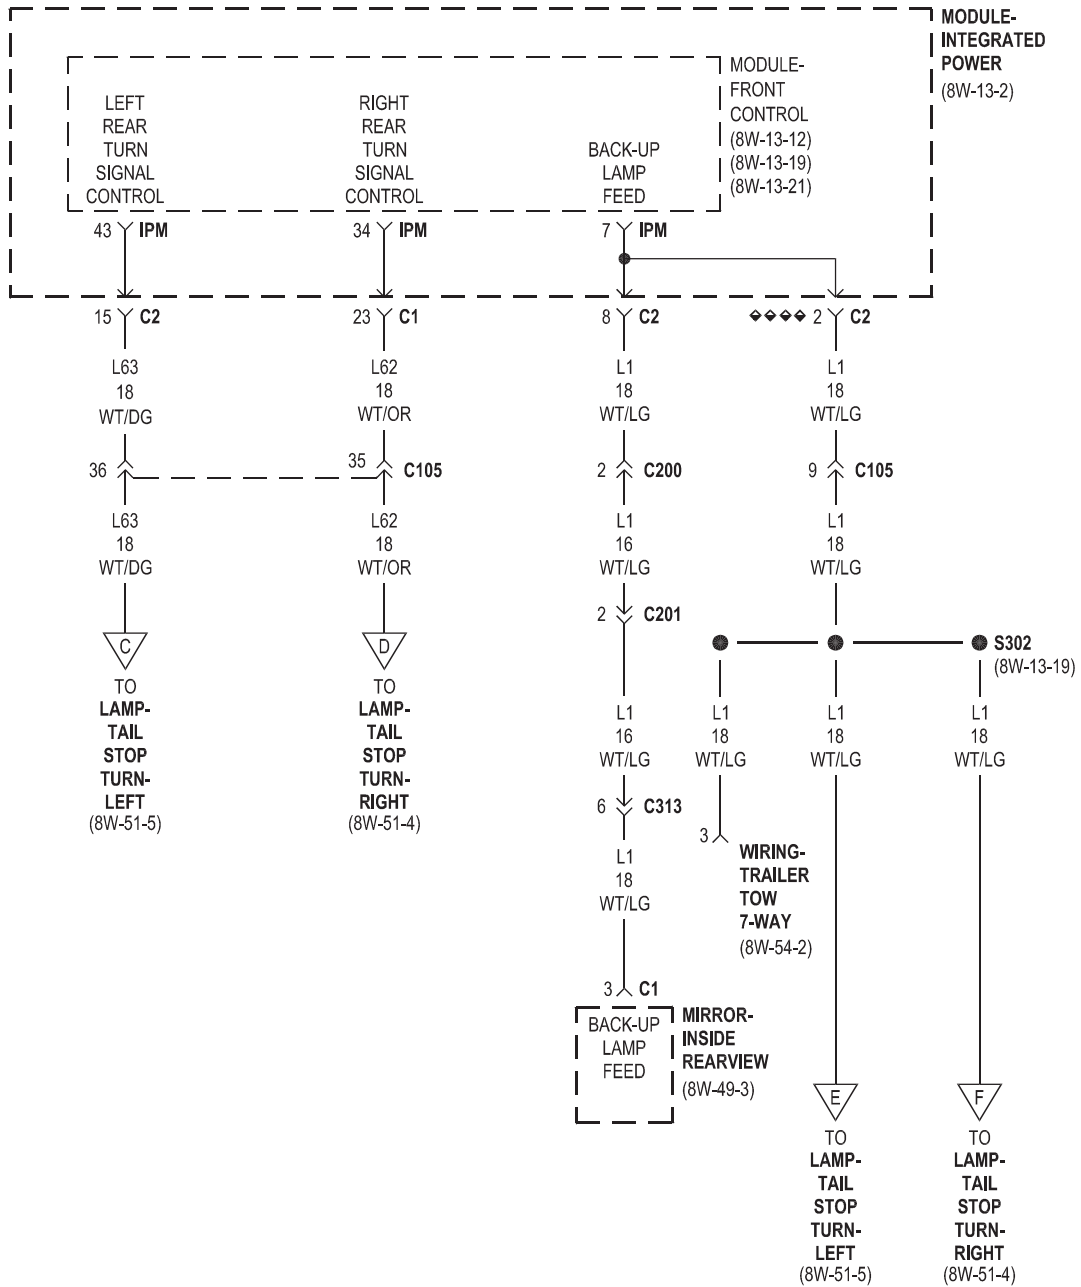 MODULE-
INTEGRATED
POWER
(8W-13-2)
MODULE-
FRONT
CONTROL
(8W-13-12)
(8W-13-19)
(8W-13-21)
LEFT
REAR
TURN
SIGNAL
CONTROL
RIGHT
REAR
TURN
SIGNAL
CONTROL
BACK-UP
LAMP
FEED
43 IPM
34 IPM
7 IPM
15 C2
23 C1
8 C2
2 C2
L63
18
WT/DG
L62
18
WT/OR
L1
18
WT/LG
L1
18
WT/LG
36
35 C105
2 C200
9 C105
L63
18
WT/DG
L62
18
WT/OR
L1
16
WT/LG
L1
18
WT/LG
2 C201
C
D
S302
(8W-13-19)
TO
LAMP-
TAIL
STOP
TURN-
LEFT
(8W-51-5)
TO
LAMP-
TAIL
STOP
TURN-
RIGHT
(8W-51-4)
L1
16
WT/LG
L1
18
WT/LG
L1
18
WT/LG
L1
18
WT/LG
6 C313
3
WIRING-
TRAILER
TOW
7-WAY
(8W-54-2)
L1
18
WT/LG
3 C1
BACK-UP
LAMP
FEED
MIRROR-
INSIDE
REARVIEW
(8W-49-3)
E
F
TO
LAMP-
TAIL
STOP
TURN-
LEFT
(8W-51-5)
TO
LAMP-
TAIL
STOP
TURN-
RIGHT
(8W-51-4)